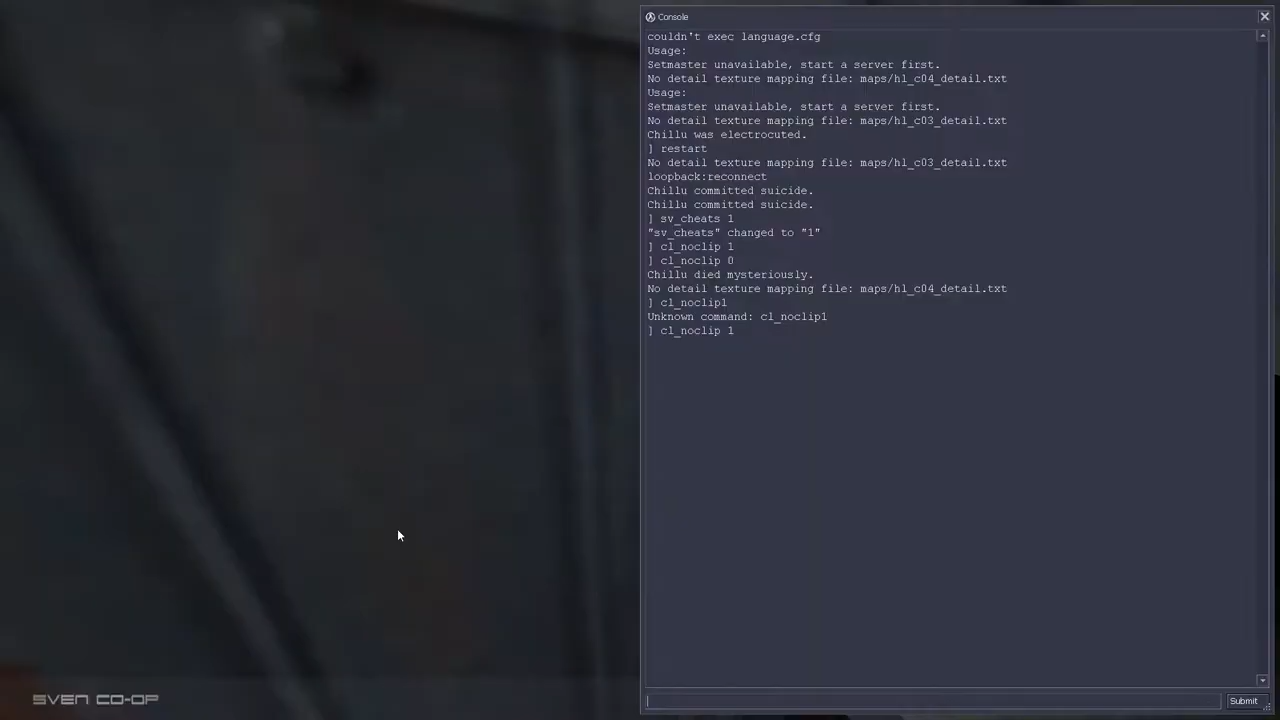 Console
couldn't exec language.cfg
Usage:
Setmaster unavailable, start a server first.
No detail texture mapping file: maps/hl_c04_detail.txt
Usage:
Setmaster unavailable, start a server first.
No detail texture mapping file: maps/hl_c03_detail.txt
Chillu was electrocuted.
] restart
No detail texture mapping file: maps/hl_c03_detail.txt
loopback:reconnect
Chillu committed suicide.
Chillu committed suicide.
] sv_cheats 1
"sv_cheats" changed to "1"
] cl_noclip 1
] cl_noclip 0
Chillu died mysteriously.
No detail texture mapping file: maps/hl_c04_detail.txt
] cl_noclip1
Unknown command: cl_noclip1
] cl_noclip 1
SVEN CO-OP
Submit